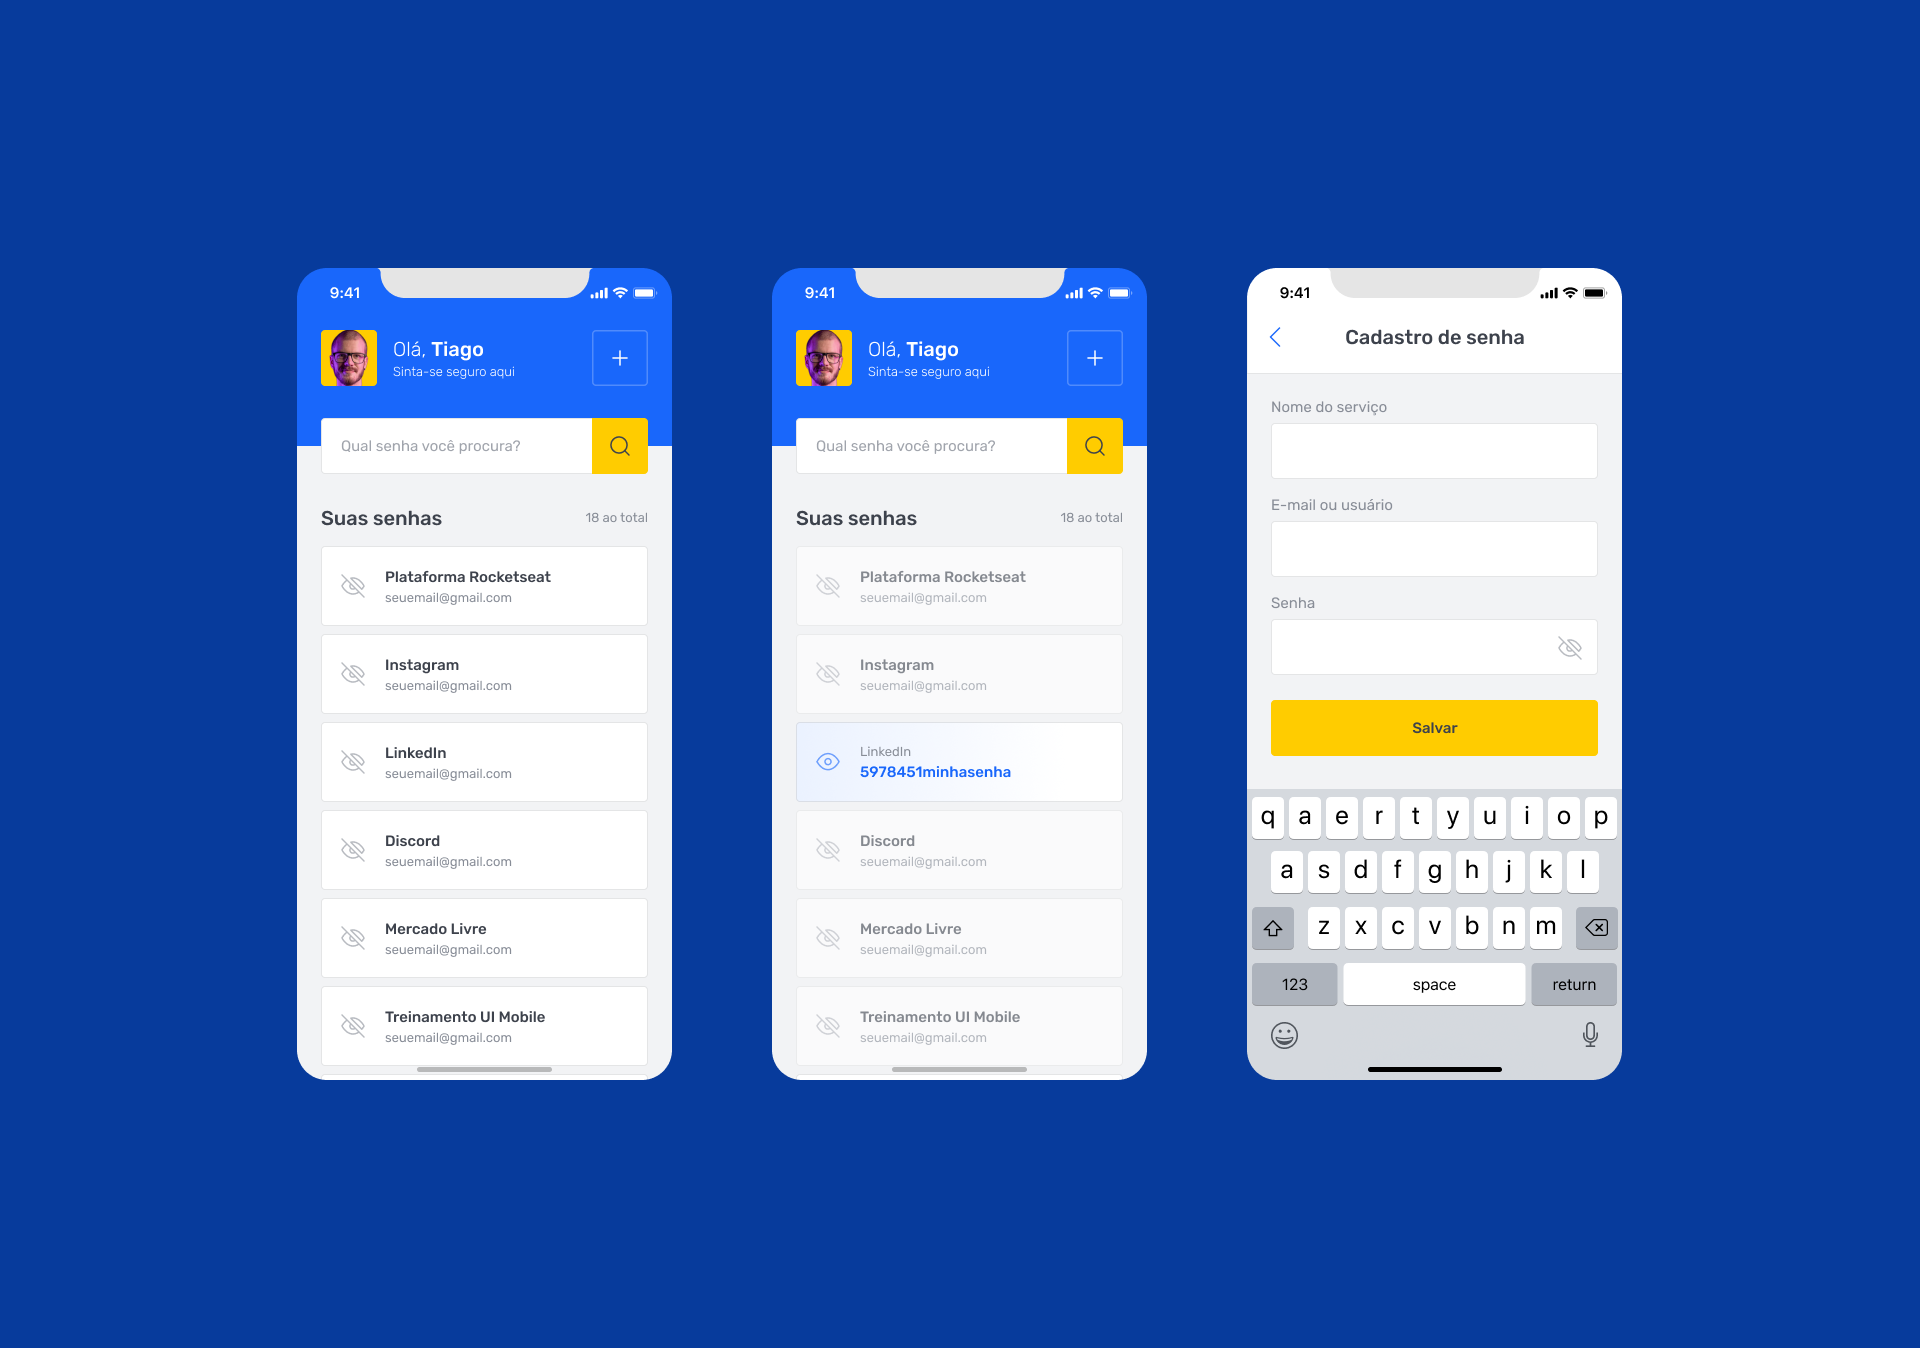 9:41
Olá, Tiago
Sinta-se seguro aqui
Qual senha você procura?
Suas senhas
18 ao total
Plataforma Rocketseat
seuemail@gmail.com
Instagram
seuemail@gmail.com
LinkedIn
seuemail@gmail.com
Discord
seuemail@gmail.com
Mercado Livre
seuemail@gmail.com
Treinamento UI Mobile
seuemail@gmail.com
9:41
Olá, Tiago
Sinta-se seguro aqui
Qual senha você procura?
Suas senhas
18 ao total
Plataforma Rocketseat
seuemail@gmail.com
Instagram
seuemail@gmail.com
LinkedIn
5978451minhasenha
Discord
seuemail@gmail.com
Mercado Livre
seuemail@gmail.com
Treinamento UI Mobile
seuemail@gmail.com
9:41
Cadastro de senha
Nome do serviço
E-mail ou usuário
Senha
Salvar
q a e r t y u i o p
a s d f g h j k l
z x c v b n m
123 space return